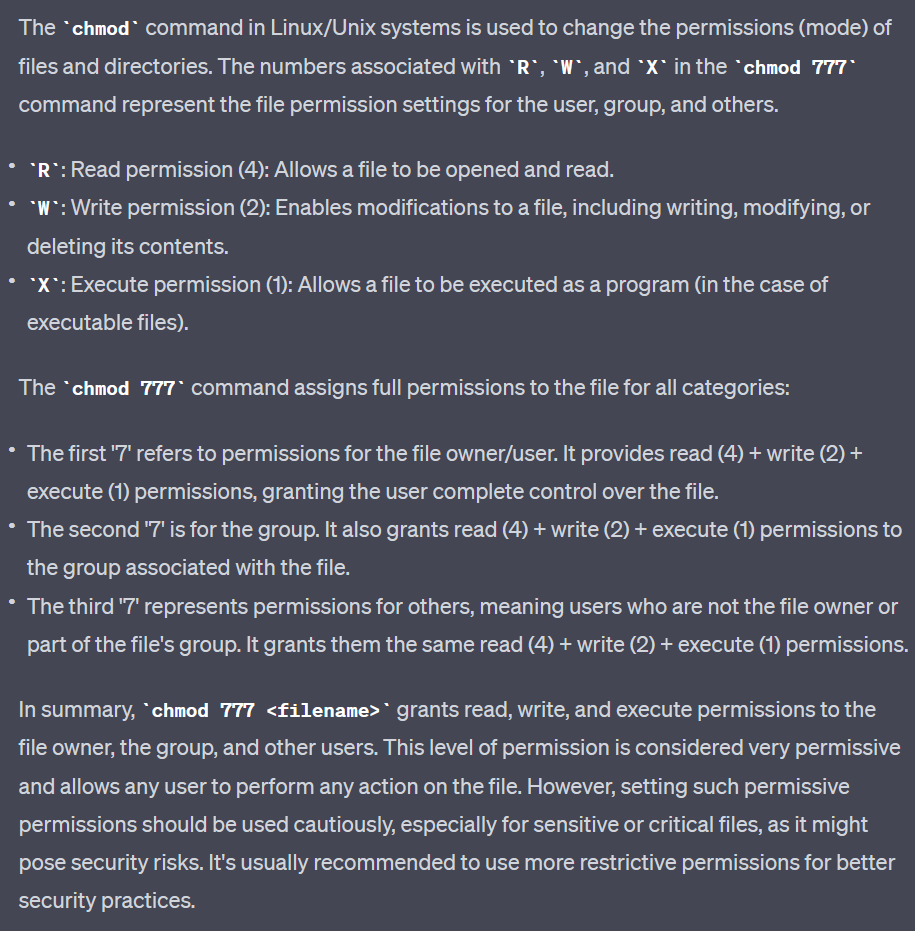 The `chmod` command in Linux/Unix systems is used to change the permissions (mode) of
files and directories. The numbers associated with `R`, `W`, and `X` in the `chmod 777`
command represent the file permission settings for the user, group, and others.
• `R`: Read permission (4): Allows a file to be opened and read.
• `W`: Write permission (2): Enables modifications to a file, including writing, modifying, or
deleting its contents.
• `X`: Execute permission (1): Allows a file to be executed as a program (in the case of
executable files).
The `chmod 777` command assigns full permissions to the file for all categories:
• The first '7' refers to permissions for the file owner/user. It provides read (4) + write (2) +
execute (1) permissions, granting the user complete control over the file.
• The second '7' is for the group. It also grants read (4) + write (2) + execute (1) permissions to
the group associated with the file.
• The third '7' represents permissions for others, meaning users who are not the file owner or
part of the file's group. It grants them the same read (4) + write (2) + execute (1) permissions.
In summary, `chmod 777 <filename>` grants read, write, and execute permissions to the
file owner, the group, and other users. This level of permission is considered very permissive
and allows any user to perform any action on the file. However, setting such permissive
permissions should be used cautiously, especially for sensitive or critical files, as it might
pose security risks. It's usually recommended to use more restrictive permissions for better
security practices.